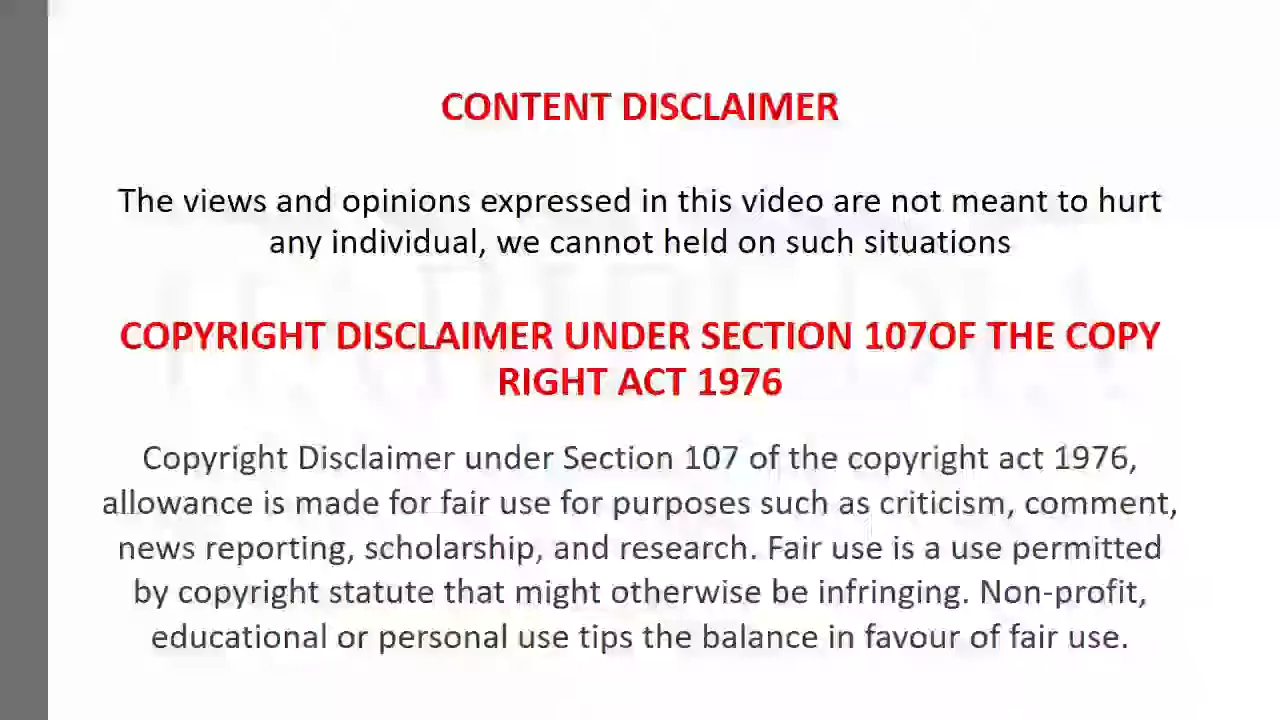 CONTENT DISCLAIMER
The views and opinions expressed in this video are not meant to hurt
any individual, we cannot held on such situations
COPYRIGHT DISCLAIMER UNDER SECTION 107OF THE COPY
RIGHT ACT 1976
Copyright Disclaimer under Section 107 of the copyright act 1976,
allowance is made for fair use for purposes such as criticism, comment,
news reporting, scholarship, and research. Fair use is a use permitted
by copyright statute that might otherwise be infringing. Non-profit,
educational or personal use tips the balance in favour of fair use.